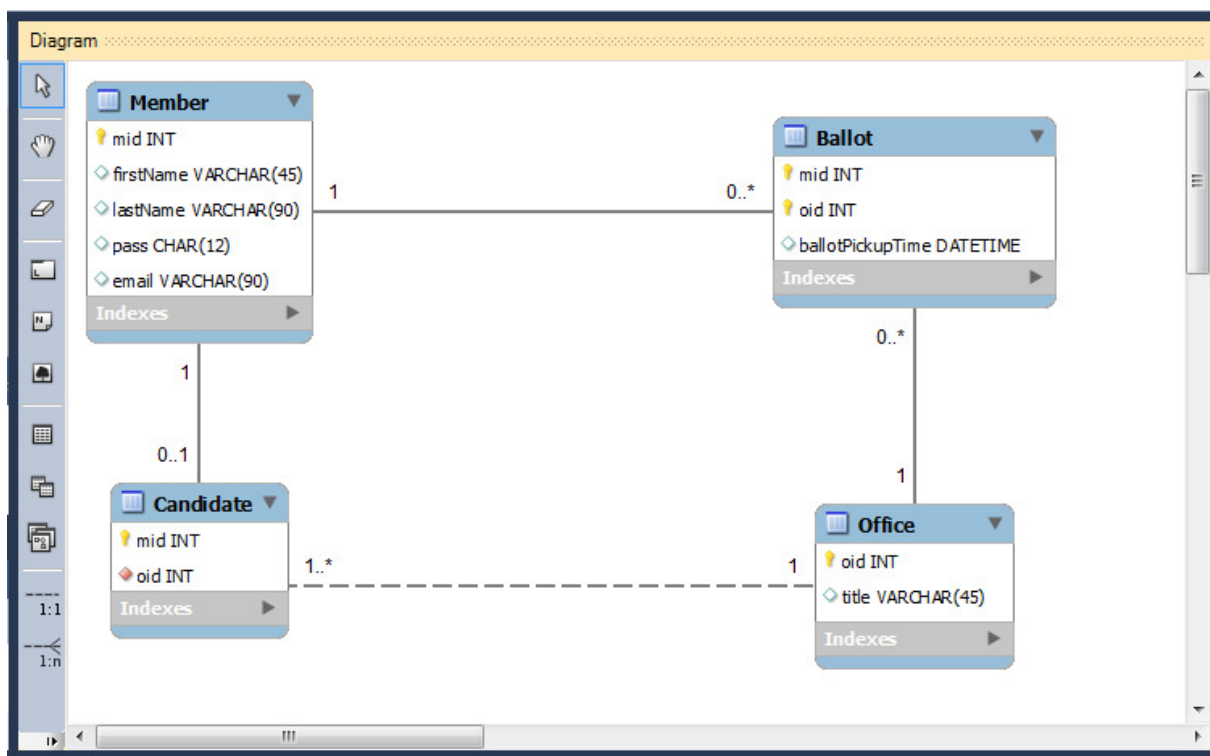 Diagram
Member
mid INT
firstName VARCHAR(45)
lastName VARCHAR(90)
pass CHAR(12)
email VARCHAR(90)
Indexes
1
0..*
Ballot
mid INT
oid INT
ballotPickupTime DATETIME
Indexes
0..*
1
1
0..1
Candidate
mid INT
oid INT
Indexes
1..*
1
Office
oid INT
title VARCHAR(45)
Indexes
1:1
1:n